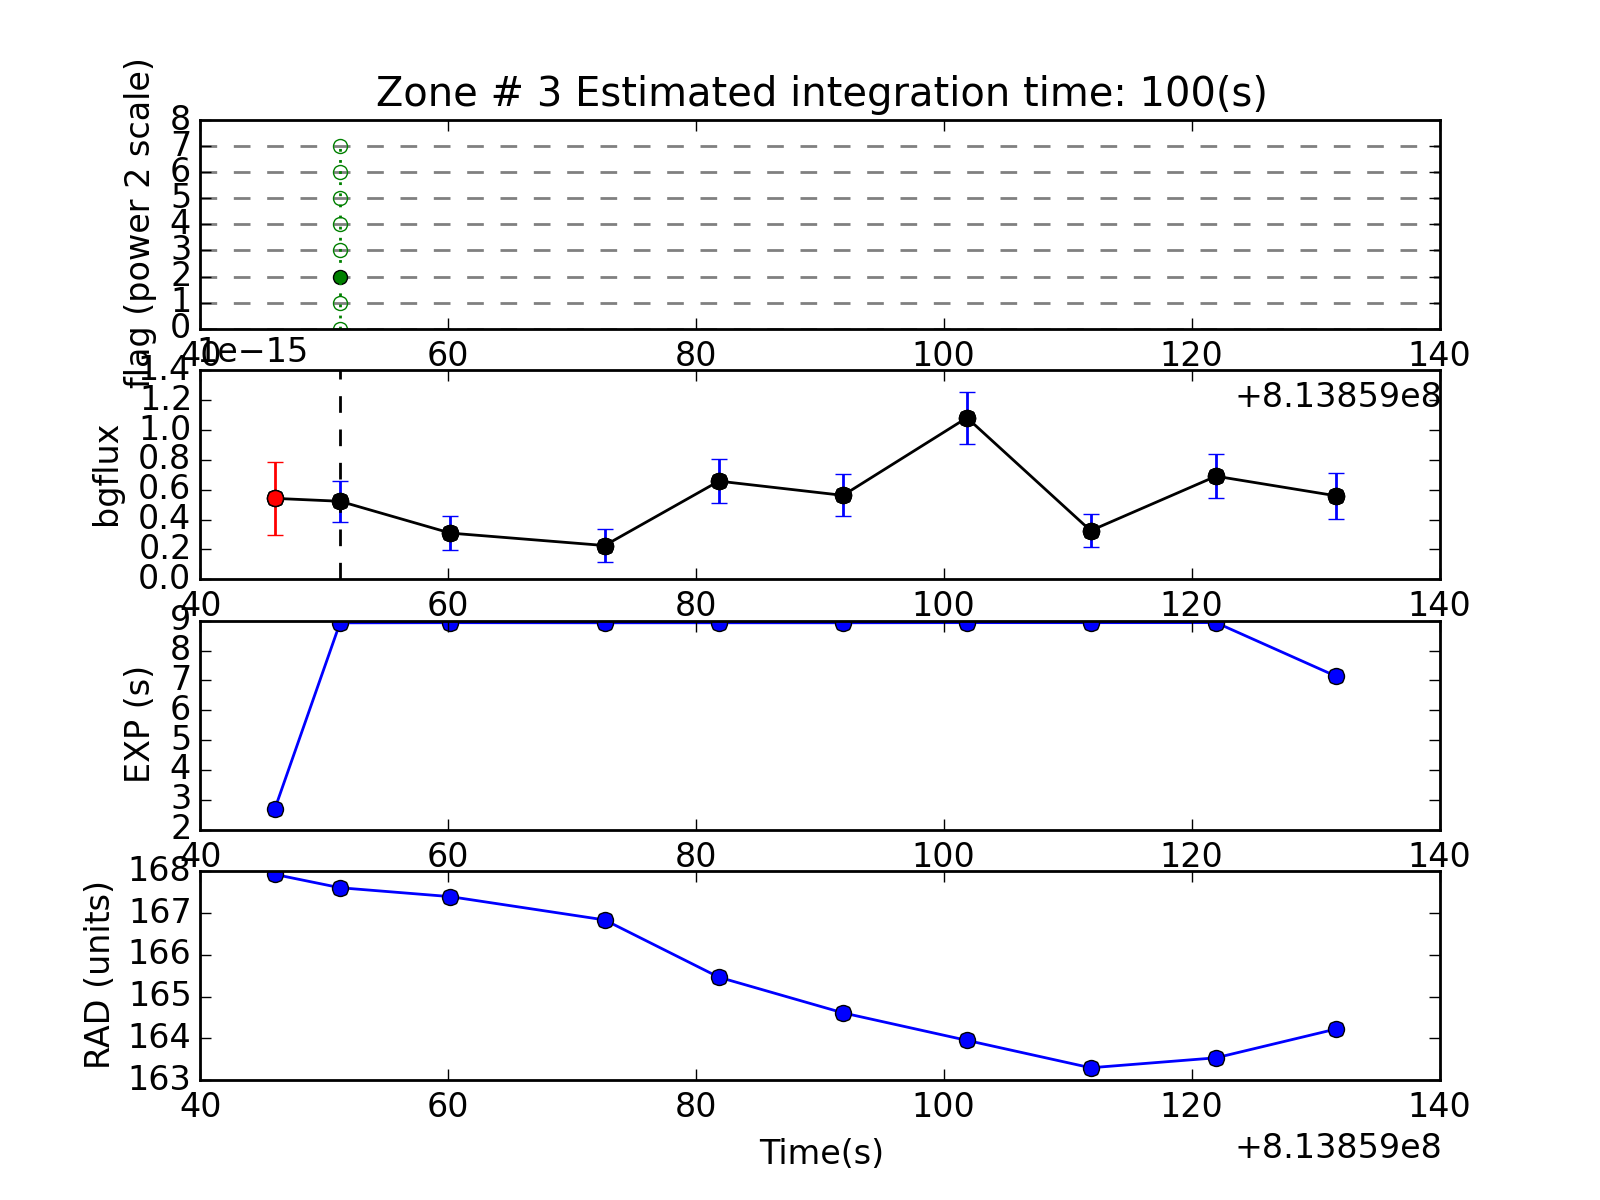 Zone # 3 Estimated integration time: 100(s)
flag (power 2 scale)
8
7
6
5
4
3
2
1
0
40 60 80 100 120 140
1e−15
+8.13859e8
bgflux
1.4
1.2
1.0
0.8
0.6
0.4
0.2
0.0
40 60 80 100 120 140
EXP (s)
9
8
7
6
5
4
3
2
40 60 80 100 120 140
RAD (units)
168
167
166
165
164
163
40 60 80 100 120 140
Time(s)
+8.13859e8